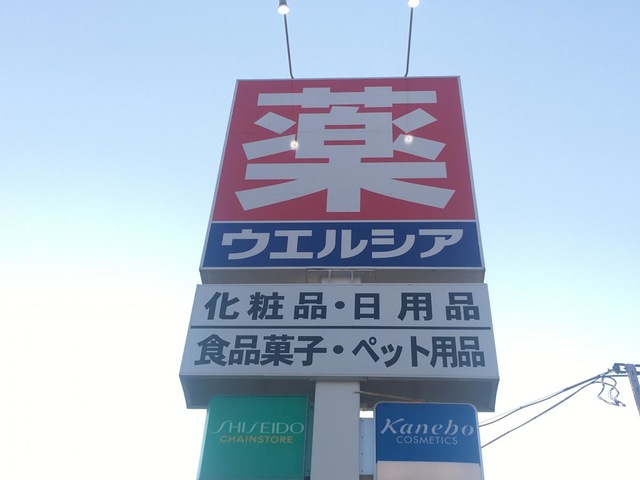 薬
ウエルシア
化粧品・日用品
食品菓子・ペット用品
SHISEIDO
CHAINSTORE
Kanebo
COSMETICS